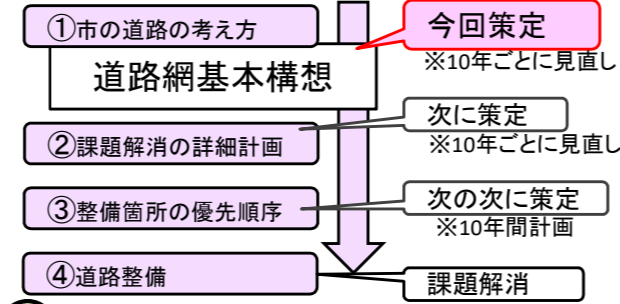 ①市の道路の考え方
今回策定
※10年ごとに見直し
道路網基本構想
次に策定
※10年ごとに見直し
②課題解消の詳細計画
次の次に策定
※10年間計画
③整備箇所の優先順序
④道路整備
課題解消